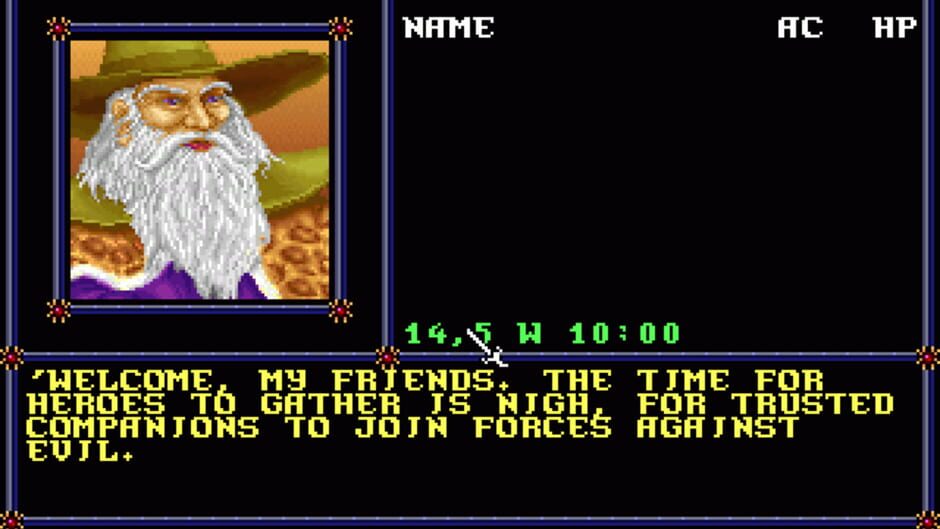 NAME AC HP
14,5 W 10:00
'WELCOME, MY FRIENDS. THE TIME FOR
HEROES TO GATHER IS NIGH, FOR TRUSTED
COMPANIONS TO JOIN FORCES AGAINST
EVIL.